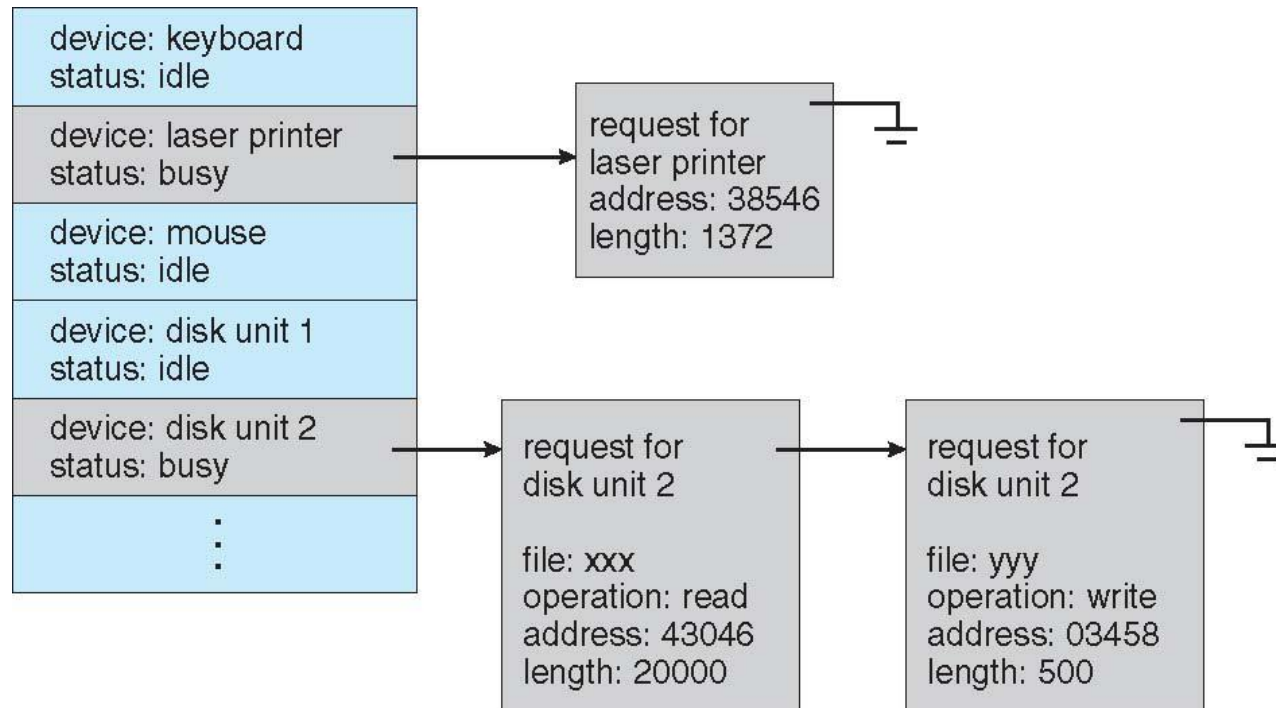 device: keyboard
status: idle
device: laser printer
status: busy
device: mouse
status: idle
device: disk unit 1
status: idle
device: disk unit 2
status: busy
request for
laser printer
address: 38546
length: 1372
request for
disk unit 2
file: xxx
operation: read
address: 43046
length: 20000
request for
disk unit 2
file: yyy
operation: write
address: 03458
length: 500